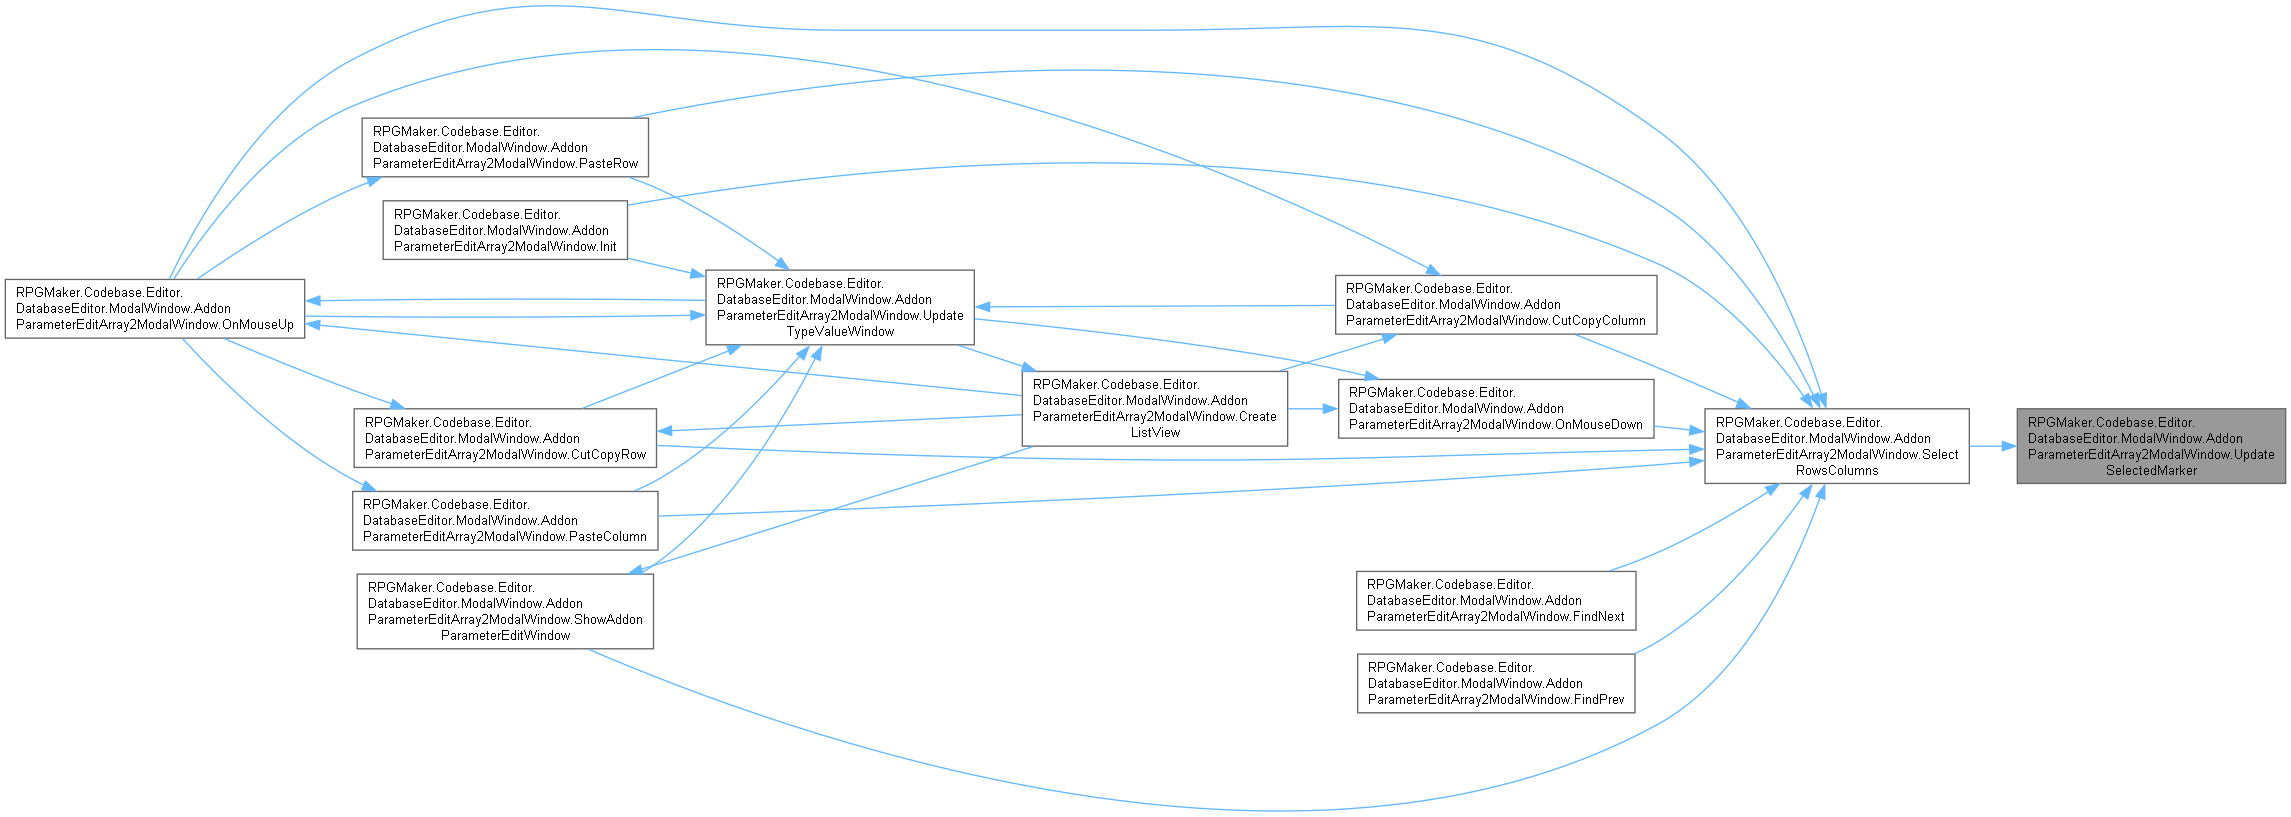 RPGMaker.Codebase.Editor.
DatabaseEditor.ModalWindow.Addon
ParameterEditArray2ModalWindow.PasteRow
RPGMaker.Codebase.Editor.
DatabaseEditor.ModalWindow.Addon
ParameterEditArray2ModalWindow.Init
RPGMaker.Codebase.Editor.
DatabaseEditor.ModalWindow.Addon
ParameterEditArray2ModalWindow.OnMouseUp
RPGMaker.Codebase.Editor.
DatabaseEditor.ModalWindow.Addon
ParameterEditArray2ModalWindow.Update
TypeValueWindow
RPGMaker.Codebase.Editor.
DatabaseEditor.ModalWindow.Addon
ParameterEditArray2ModalWindow.CutCopyColumn
RPGMaker.Codebase.Editor.
DatabaseEditor.ModalWindow.Addon
ParameterEditArray2ModalWindow.Create
ListView
RPGMaker.Codebase.Editor.
DatabaseEditor.ModalWindow.Addon
ParameterEditArray2ModalWindow.OnMouseDown
RPGMaker.Codebase.Editor.
DatabaseEditor.ModalWindow.Addon
ParameterEditArray2ModalWindow.CutCopyRow
RPGMaker.Codebase.Editor.
DatabaseEditor.ModalWindow.Addon
ParameterEditArray2ModalWindow.Select
RowsColumns
RPGMaker.Codebase.Editor.
DatabaseEditor.ModalWindow.Addon
ParameterEditArray2ModalWindow.Update
SelectedMarker
RPGMaker.Codebase.Editor.
DatabaseEditor.ModalWindow.Addon
ParameterEditArray2ModalWindow.PasteColumn
RPGMaker.Codebase.Editor.
DatabaseEditor.ModalWindow.Addon
ParameterEditArray2ModalWindow.ShowAddon
ParameterEditWindow
RPGMaker.Codebase.Editor.
DatabaseEditor.ModalWindow.Addon
ParameterEditArray2ModalWindow.FindNext
RPGMaker.Codebase.Editor.
DatabaseEditor.ModalWindow.Addon
ParameterEditArray2ModalWindow.FindPrev